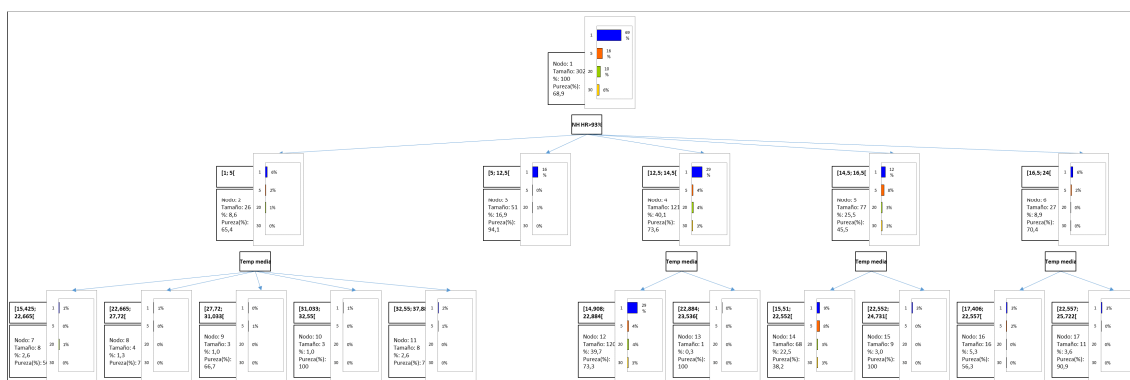 1 69 %
5 18 %
20 10 %
30 6%
Nodo: 1
Tamaño: 302
%: 100
Pureza(%):
68,9
NH HR>93%
[1; 5[
1 6%
5 2%
20 1%
30 0%
Nodo: 2
Tamaño: 26
%: 8,6
Pureza(%):
65,4
[5; 12,5[
1 16 %
5 0%
20 1%
30 0%
Nodo: 3
Tamaño: 51
%: 16,9
Pureza(%):
94,1
[12,5; 14,5[
1 29 %
5 4%
20 4%
30 3%
Nodo: 4
Tamaño: 121
%: 40,1
Pureza(%):
73,6
[14,5; 16,5[
1 12 %
5 8%
20 3%
30 3%
Nodo: 5
Tamaño: 77
%: 25,5
Pureza(%):
45,5
[16,5; 24[
1 6%
5 2%
20 0%
30 0%
Nodo: 6
Tamaño: 27
%: 8,9
Pureza(%):
70,4
Temp media
Temp media
Temp media
Temp media
[15,425;
22,665[
1
5 0%
20 1%
30 0%
Nodo: 7
Tamaño: 8
%: 2,6
Pureza(%):
[22,665;
27,72[
1 1%
5 0%
20 0%
30 0%
Nodo: 8
Tamaño: 4
%: 1,3
Pureza(%): 7
[27,72;
31,033[
1 0%
5 1%
20 0%
30 0%
Nodo: 9
Tamaño: 3
%: 1,0
Pureza(%):
66,7
[31,033;
32,55[
1 1%
5 0%
20 0%
30 0%
Nodo: 10
Tamaño: 3
%: 1,0
Pureza(%):
100
[32,55; 37,8
1 2%
5 0%
20 0%
30 0%
Nodo: 11
Tamaño: 8
%: 2,6
Pureza(%): 7
[14,908;
22,884[
1 29 %
5 4%
20
30
Nodo: 12
Tamaño: 120
%: 39,7
Pureza(%):
73,3
[22,884;
23,536[
1 0%
5 0%
20 0%
30 0%
Nodo: 13
Tamaño: 1
%: 0,3
Pureza(%):
100
[15,51;
22,552[
1
5 8%
20 3%
30 3%
Nodo: 14
Tamaño: 68
%: 22,5
Pureza(%):
38,2
[22,552;
24,731[
1 3%
5 0%
20 0%
30 0%
Nodo: 15
Tamaño: 9
%: 3,0
Pureza(%):
100
[17,406;
22,557[
1 3%
5 2%
20 0%
30 0%
Nodo: 16
Tamaño: 16
%: 5,3
Pureza(%):
56,3
[22,557;
25,722[
1 3%
5 0%
20 0%
30 0%
Nodo: 17
Tamaño: 11
%: 3,6
Pureza(%):
90,9